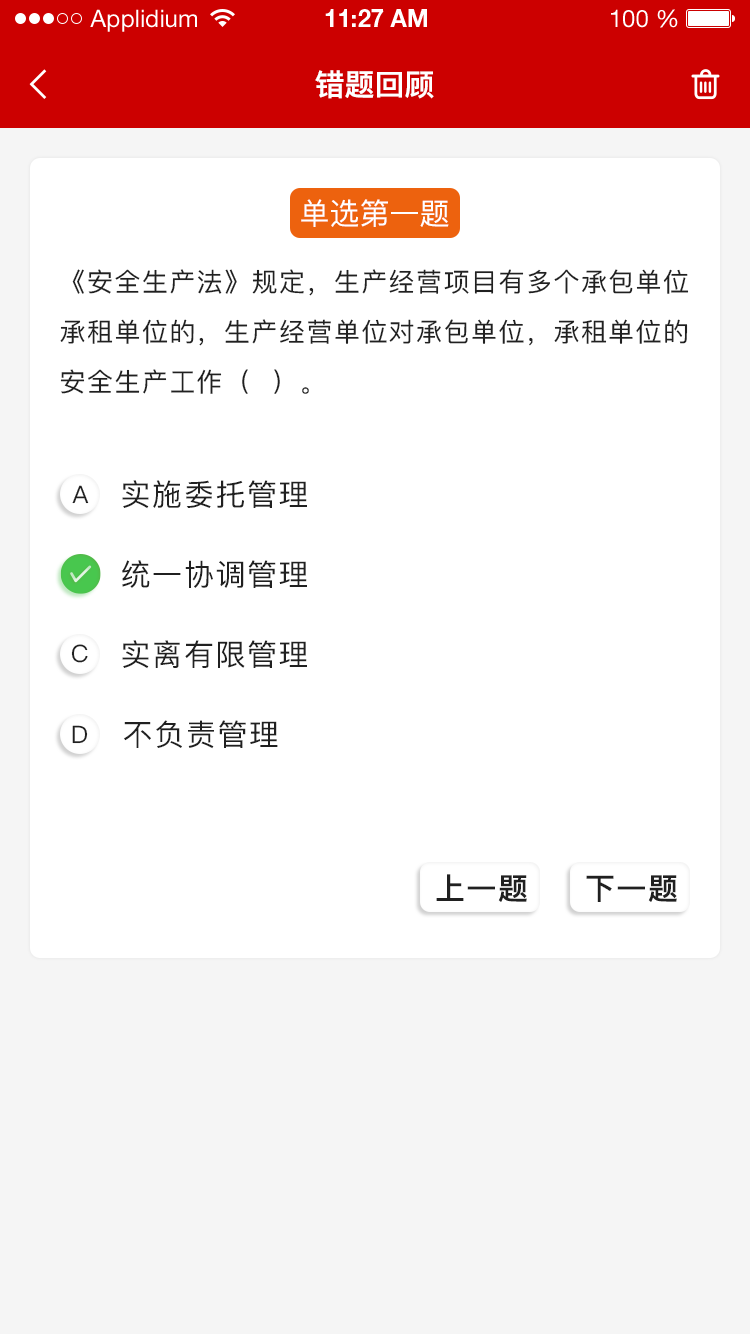 Applidium 11:27 AM 100 %
错题回顾
单选第一题
《安全生产法》规定，生产经营项目有多个承包单位
承租单位的，生产经营单位对承包单位，承租单位的
安全生产工作（ ）。
A 实施委托管理
统一协调管理
C 实离有限管理
D 不负责管理
上一题 下一题